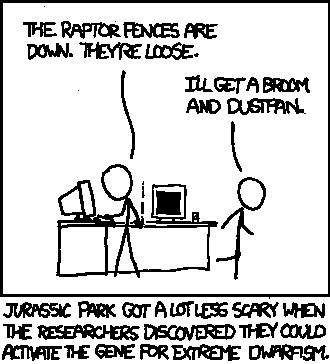 THE RAPTOR FENCES ARE
DOWN. THEY'RE LOOSE.
I'LL GET A BROOM
AND DUSTPAN.
JURASSIC PARK GOT A LOT LESS SCARY WHEN
THE RESEARCHERS DISCOVERED THEY COULD
ACTIVATE THE GENE FOR EXTREME DWARFISM.